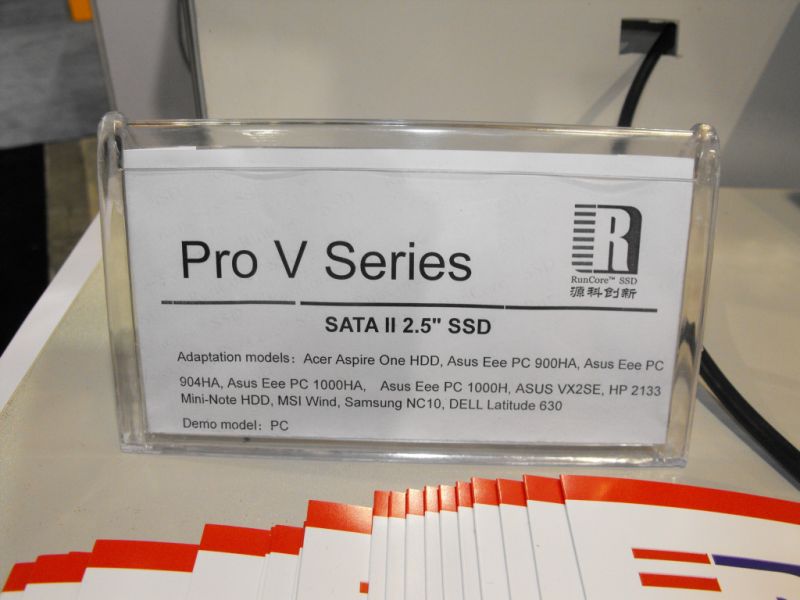 R
RunCore™ SSD
源科创新
Pro V Series
SATA II 2.5" SSD
Adaptation models: Acer Aspire One HDD, Asus Eee PC 900HA, Asus Eee PC
904HA, Asus Eee PC 1000HA, Asus Eee PC 1000H, ASUS VX2SE, HP 2133
Mini-Note HDD, MSI Wind, Samsung NC10, DELL Latitude 630
Demo model: PC